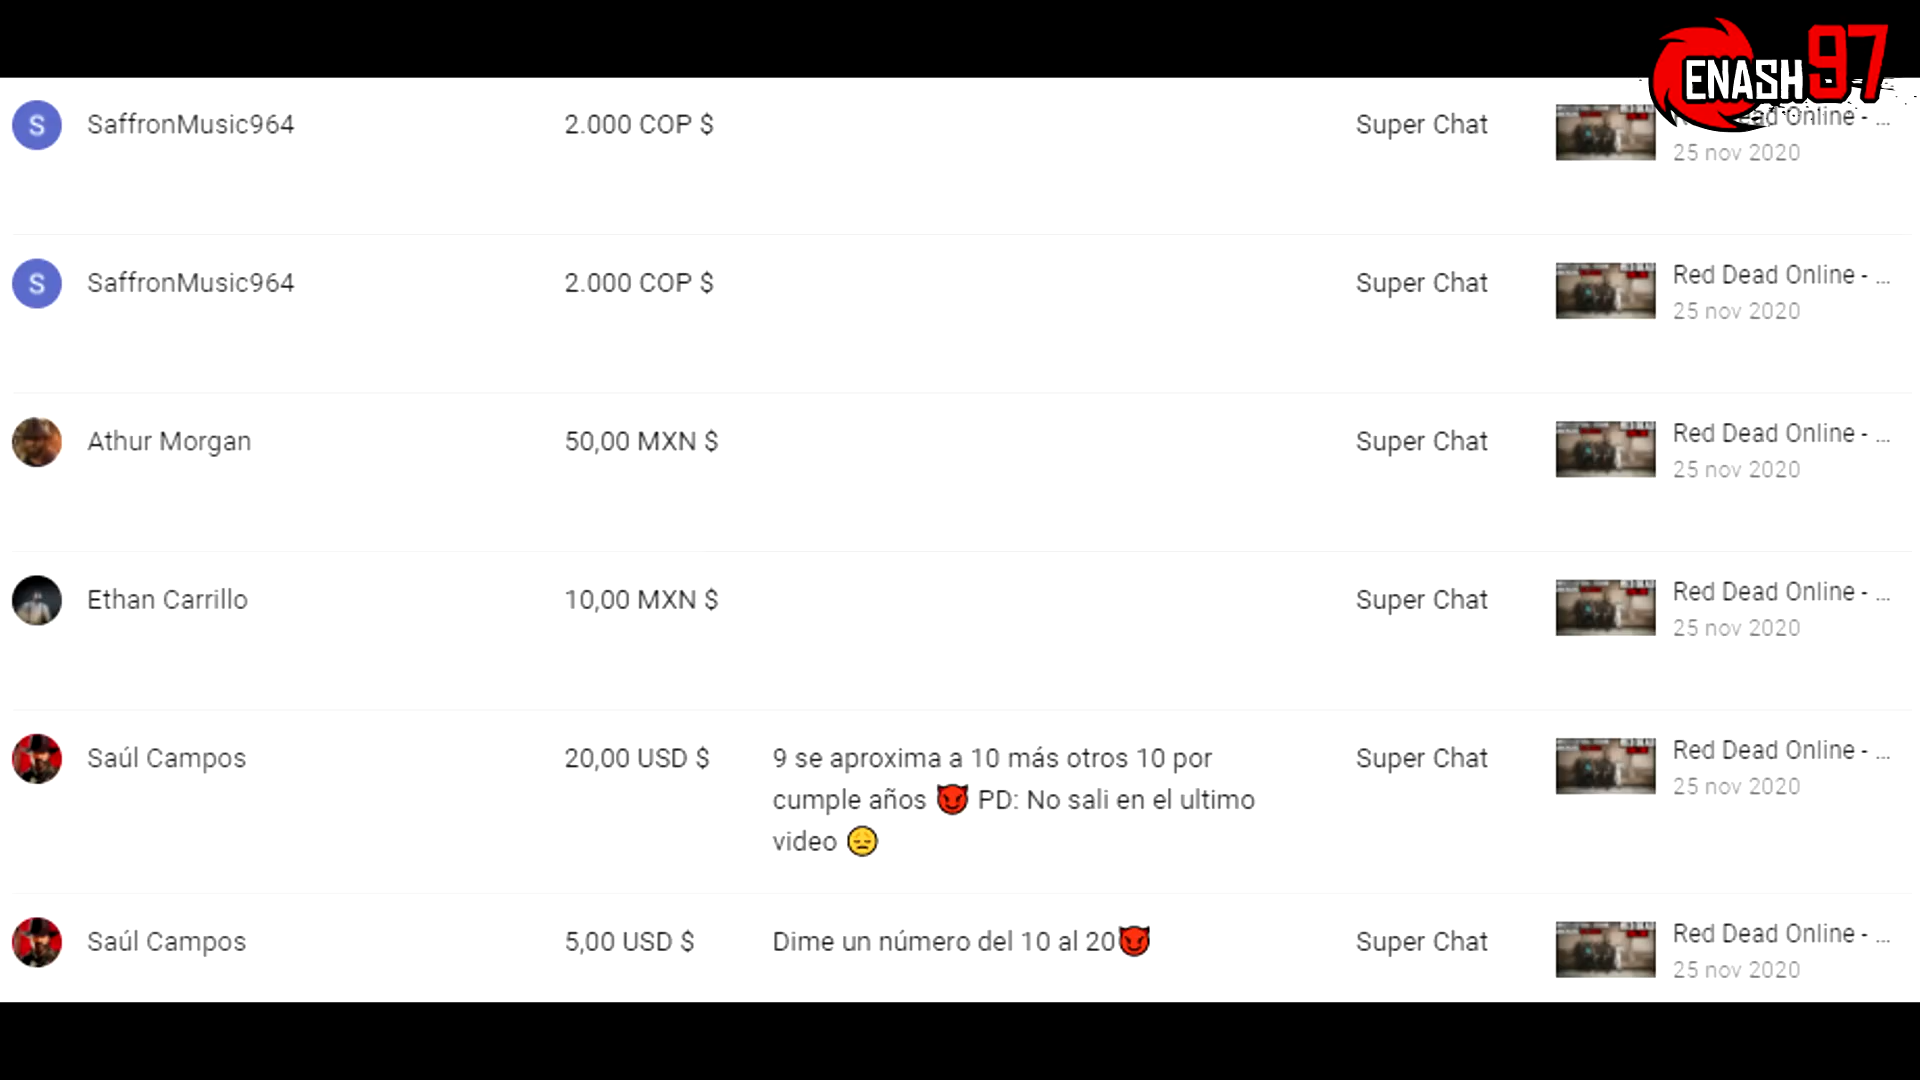 ENASH97
S SaffronMusic964 2.000 COP $ Super Chat Dead Online - ...
25 nov 2020
S SaffronMusic964 2.000 COP $ Super Chat Red Dead Online - ...
25 nov 2020
Athur Morgan 50,00 MXN $ Super Chat Red Dead Online - ...
25 nov 2020
Ethan Carrillo 10,00 MXN $ Super Chat Red Dead Online - ...
25 nov 2020
Saúl Campos 20,00 USD $ 9 se aproxima a 10 más otros 10 por Super Chat Red Dead Online - ...
cumple años 😈 PD: No sali en el ultimo 25 nov 2020
video 😔
Saúl Campos 5,00 USD $ Dime un número del 10 al 20😈 Super Chat Red Dead Online - ...
25 nov 2020